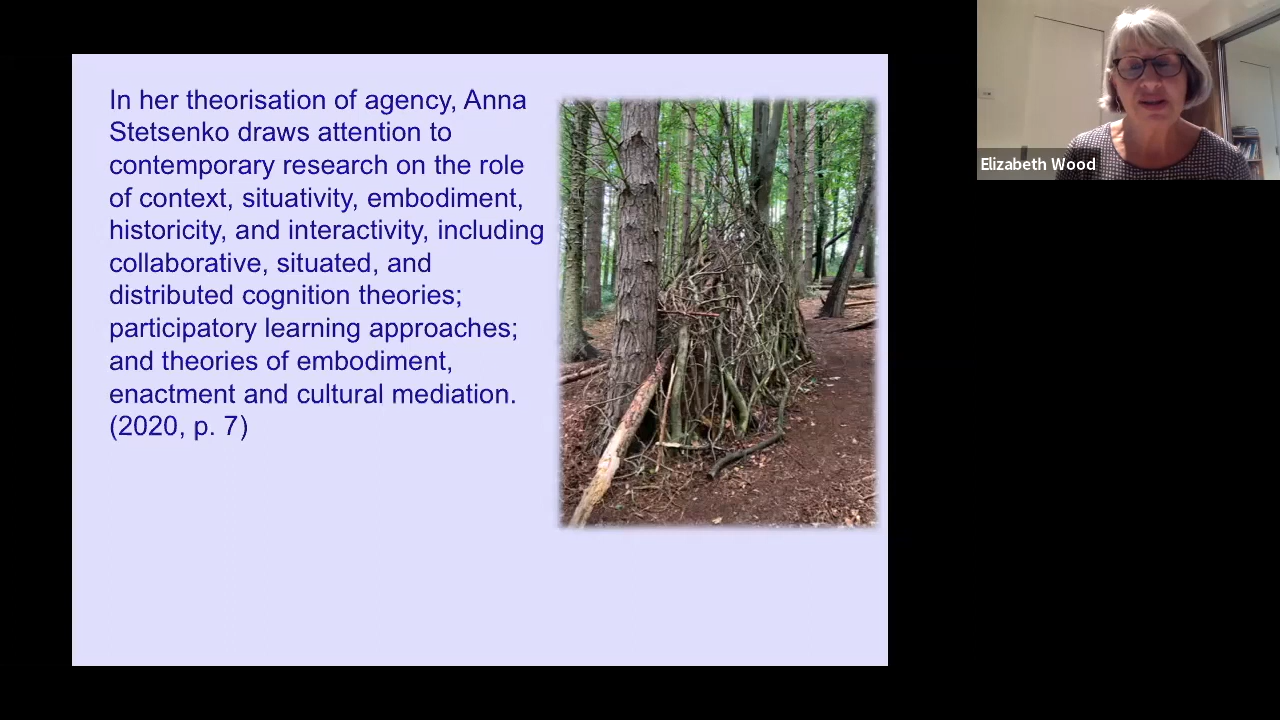 In her theorisation of agency, Anna
Stetsenko draws attention to
contemporary research on the role
of context, situativity, embodiment,
historicity, and interactivity, including
collaborative, situated, and
distributed cognition theories;
participatory learning approaches;
and theories of embodiment,
enactment and cultural mediation.
(2020, p. 7)
Elizabeth Wood